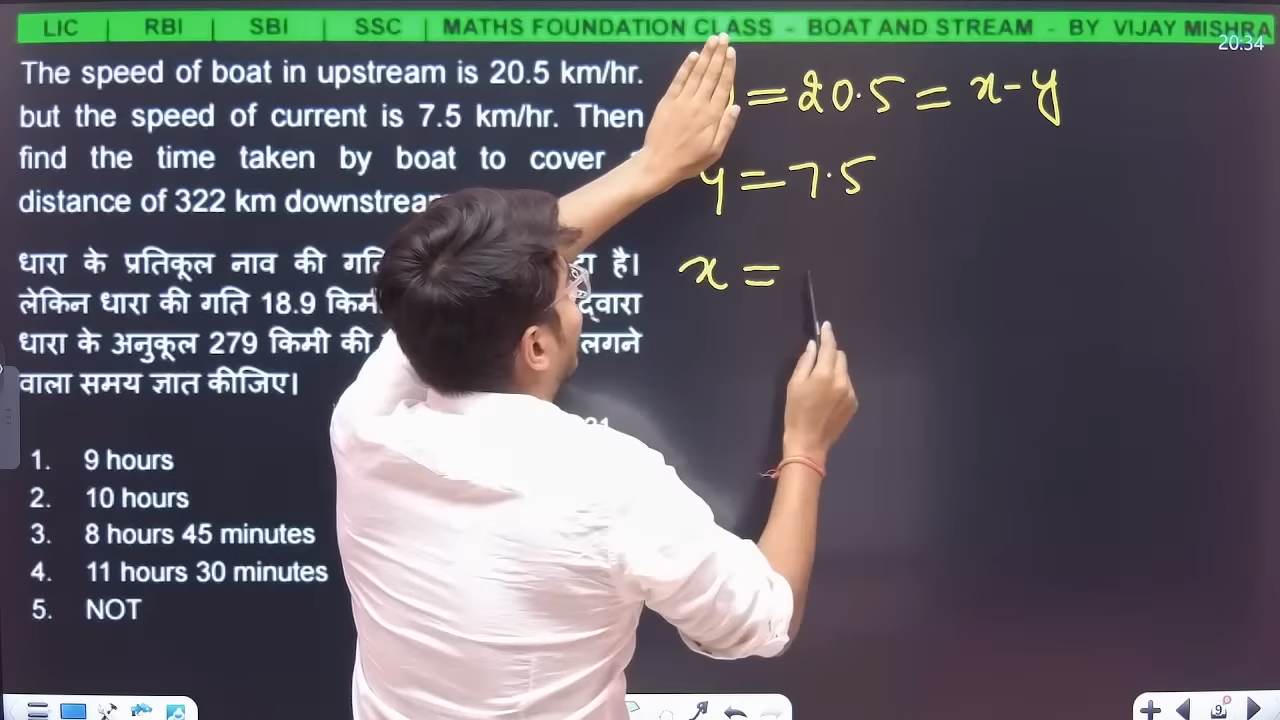 LIC | RBI | SBI | SSC | MATHS FOUNDATION CLASS - BOAT AND STREAM - BY VIJAY MISHRA
20:34
The speed of boat in upstream is 20.5 km/hr.
but the speed of current is 7.5 km/hr. Then
find the time taken by boat to cover
distance of 322 km downstream
धारा के प्रतिकूल नाव की है।
लेकिन धारा की गति 18.9
धारा के अनुकूल 279 किमी की लगने
वाला समय ज्ञात कीजिए।
1. 9 hours
2. 10 hours
3. 8 hours 45 minutes
4. 11 hours 30 minutes
5. NOT
= 20.5 = x-y
y = 7.5
x =
9